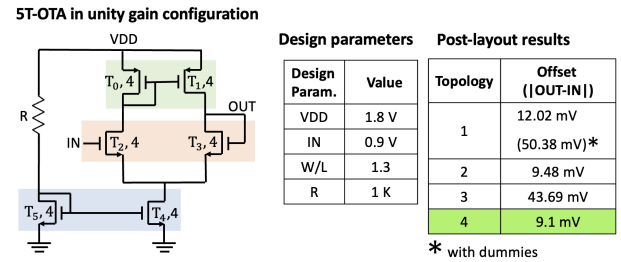 5T-OTA in unity gain configuration
VDD
T₀, 4
T₁,4
R
OUT
IN
T₂, 4
T₃, 4
T₅, 4
T₄,4
Design parameters
Design Param. Value
VDD 1.8 V
IN 0.9 V
W/L 1.3
R 1 K
Post-layout results
Topology Offset (|OUT-IN|)
1 12.02 mV
(50.38 mV)*
2 9.48 mV
3 43.69 mV
4 9.1 mV
* with dummies